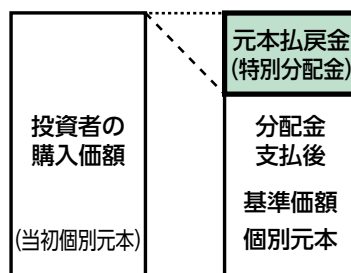 投資者の
購入価額
(当初個別元本)
元本払戻金
(特別分配金)
分配金
支払後
基準価額
個別元本